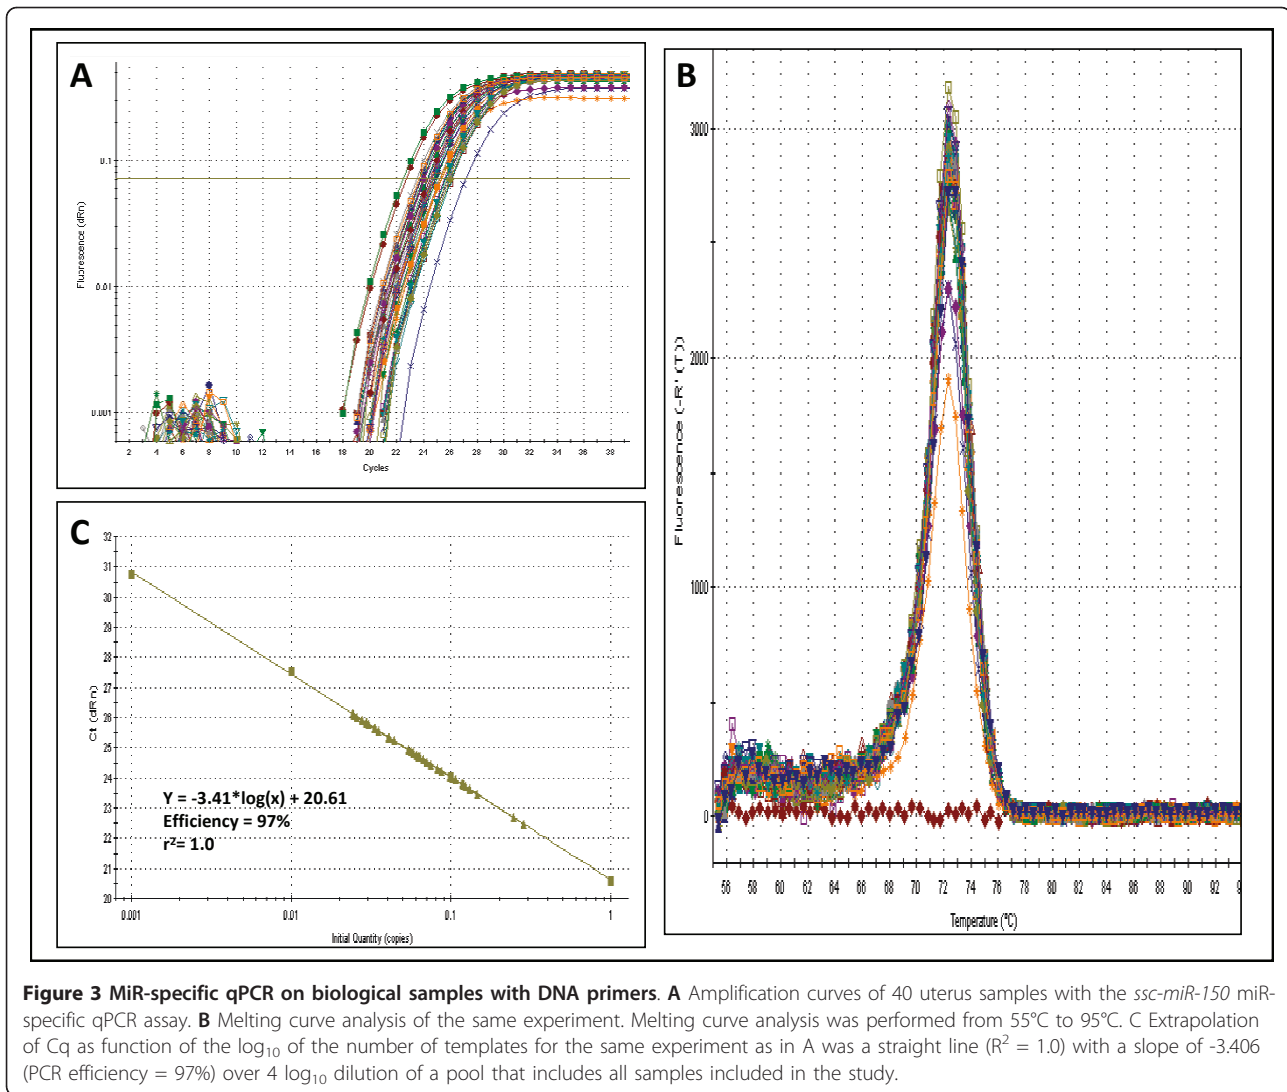 A
Fluorescence (dRn)
0.1
0.01
0.001
2 4 6 8 10 12 14 16 18 20 22 24 26 28 30 32 34 36 38
Cycles
B
Fluorescence (-R' (T))
3000
2000
1000
0
56 58 60 62 64 66 68 70 72 74 76 78 80 82 84 86 88 90 92 9
Temperature (°C)
C
Ct (dRn)
32
31
30
29
28
27
26
25
24
23
22
21
20
Y = -3.41*log(x) + 20.61
Efficiency = 97%
r²= 1.0
0.001 0.01 0.1 1
Initial Quantity (copies)
Figure 3 MiR-specific qPCR on biological samples with DNA primers. A Amplification curves of 40 uterus samples with the ssc-miR-150 miR-
specific qPCR assay. B Melting curve analysis of the same experiment. Melting curve analysis was performed from 55°C to 95°C. C Extrapolation
of Cq as function of the log₁₀ of the number of templates for the same experiment as in A was a straight line (R² = 1.0) with a slope of -3.406
(PCR efficiency = 97%) over 4 log₁₀ dilution of a pool that includes all samples included in the study.